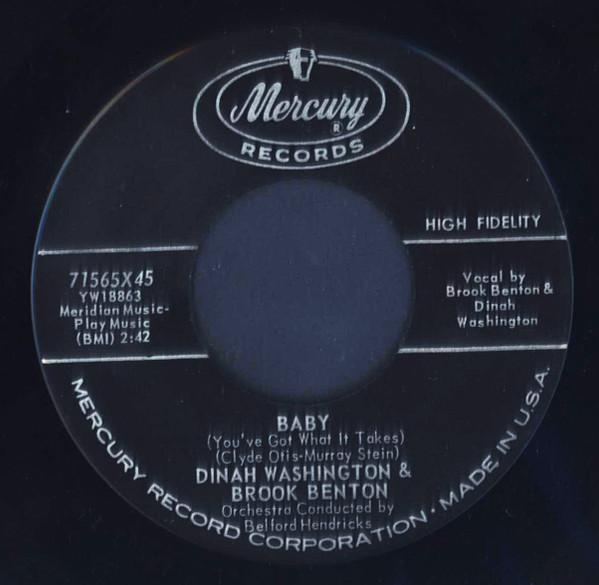 Mercury
®
RECORDS
HIGH FIDELITY
71565X45
YW18863
Meridian Music-
Play Music
(BMI) 2:42
Vocal by
Brook Benton &
Dinah
Washington
BABY
(You've Got What It Takes)
(Clyde Otis-Murray Stein)
DINAH WASHINGTON &
BROOK BENTON
Orchestra Conducted by
Belford Hendricks
MERCURY RECORD CORPORATION · MADE IN U.S.A.